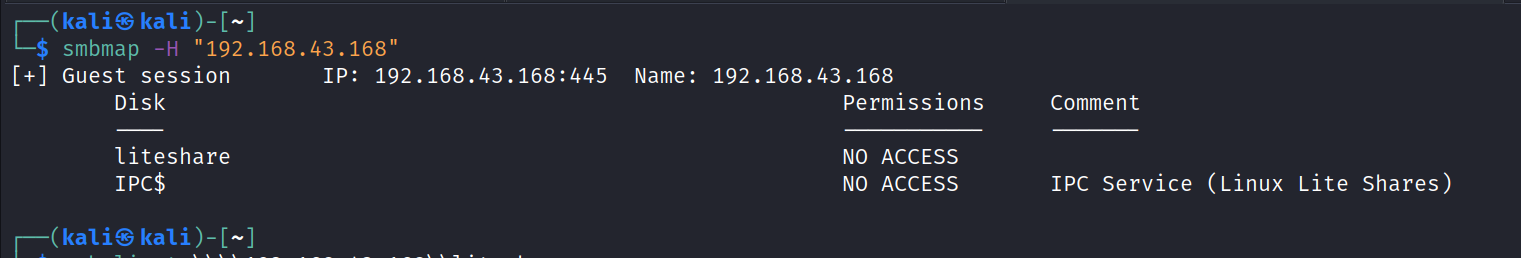 ┌──(kali㉿kali)-[~]
└─$ smbmap -H "192.168.43.168"
[+] Guest session       IP: 192.168.43.168:445  Name: 192.168.43.168
        Disk                                                    Permissions     Comment
        ----                                                    -----------     -------
        liteshare                                               NO ACCESS
        IPC$                                                    NO ACCESS       IPC Service (Linux Lite Shares)
┌──(kali㉿kali)-[~]